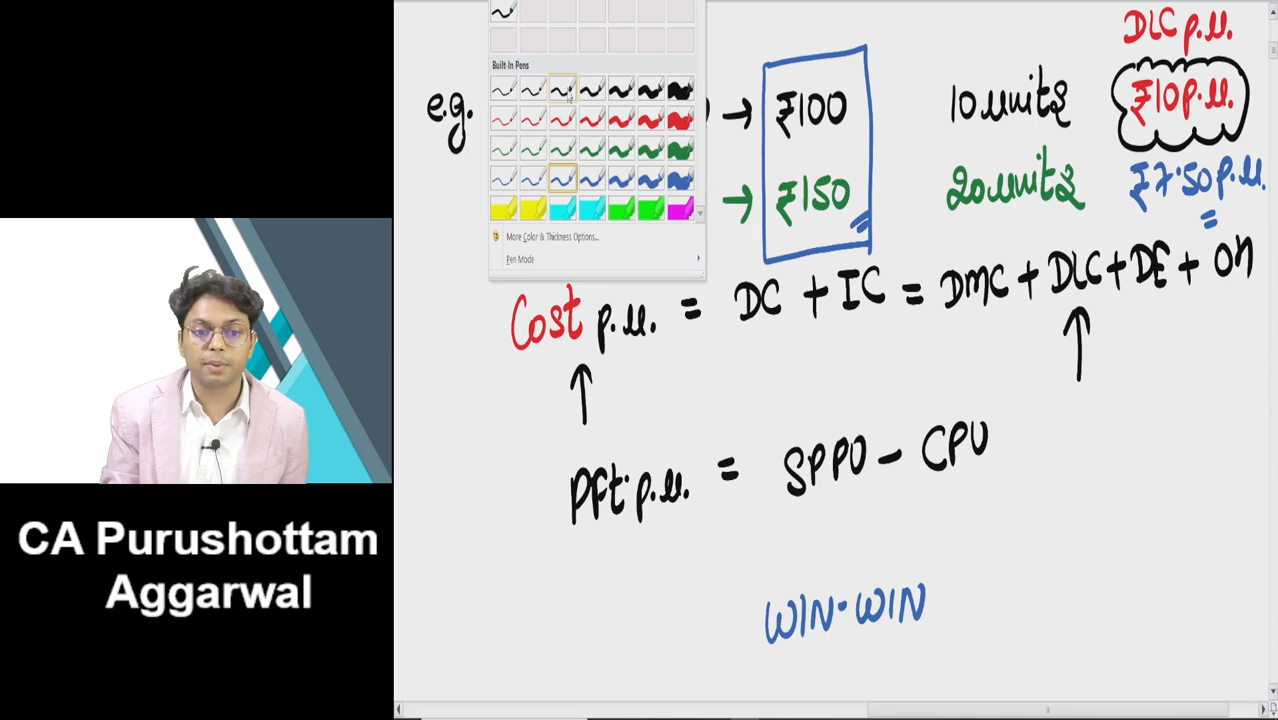 Built-In Pens
More Color & Thickness Options...
Pen Mode
DLC p.u.
e.g. → ₹100 10 units ₹10 p.u.
→ ₹150 20 units ₹7.50 p.u.
Cost p.u. = DC + IC = DMC + DLC + DE + OH
Pft. p.u. = SPPU - CPU
WIN-WIN
CA Purushottam
Aggarwal